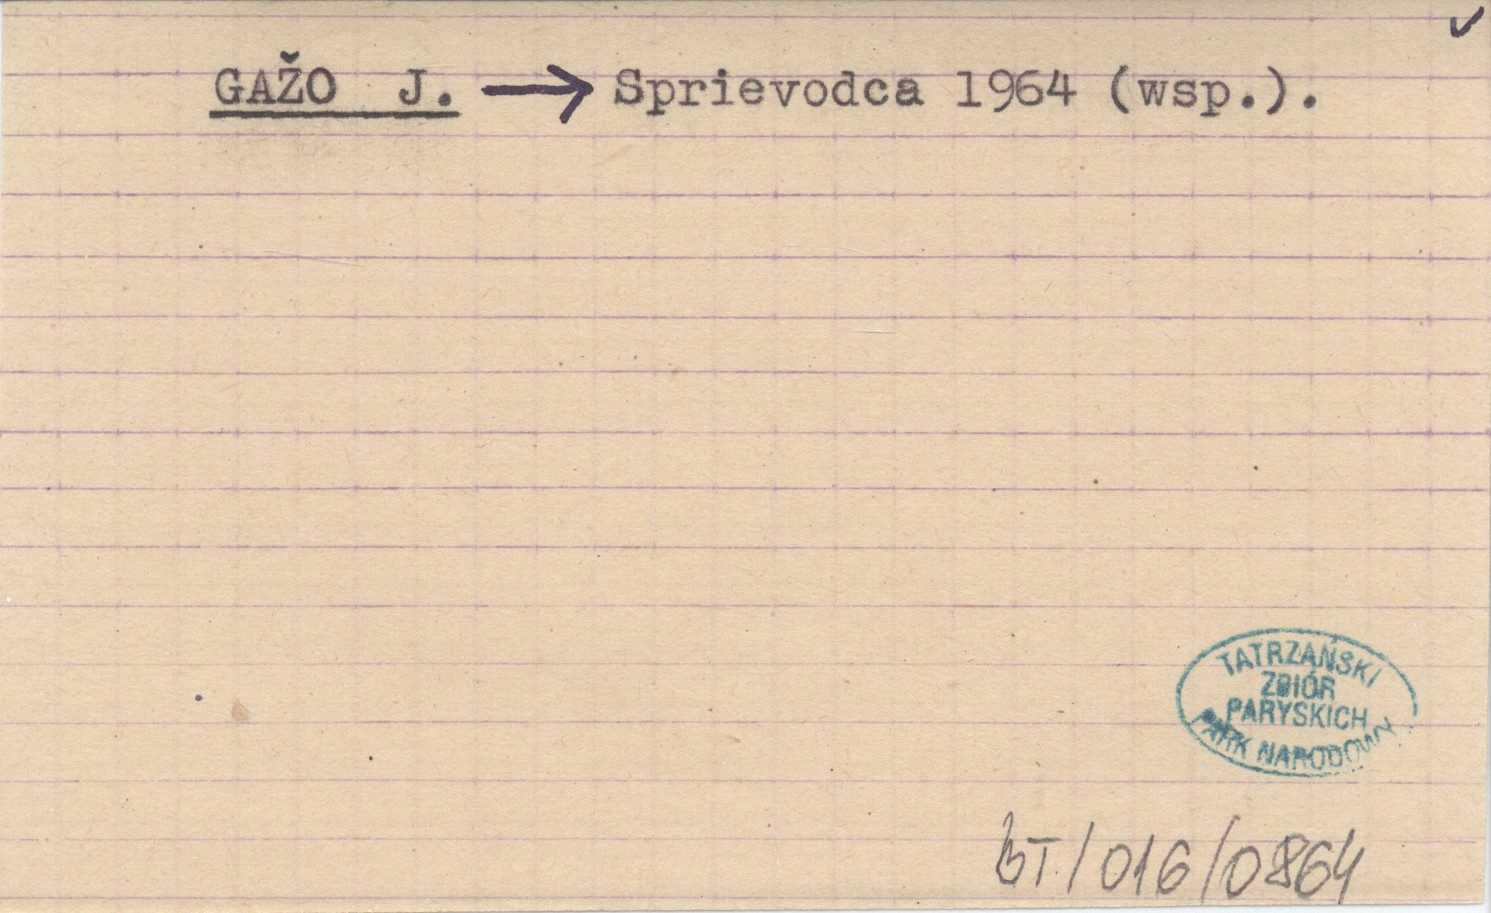 GAŽO J. → Sprievodca 1964 (wsp.).
TATRZAŃSKI
ZBIÓR
PARYSKICH
PARK NARODOWY
BT/016/0864